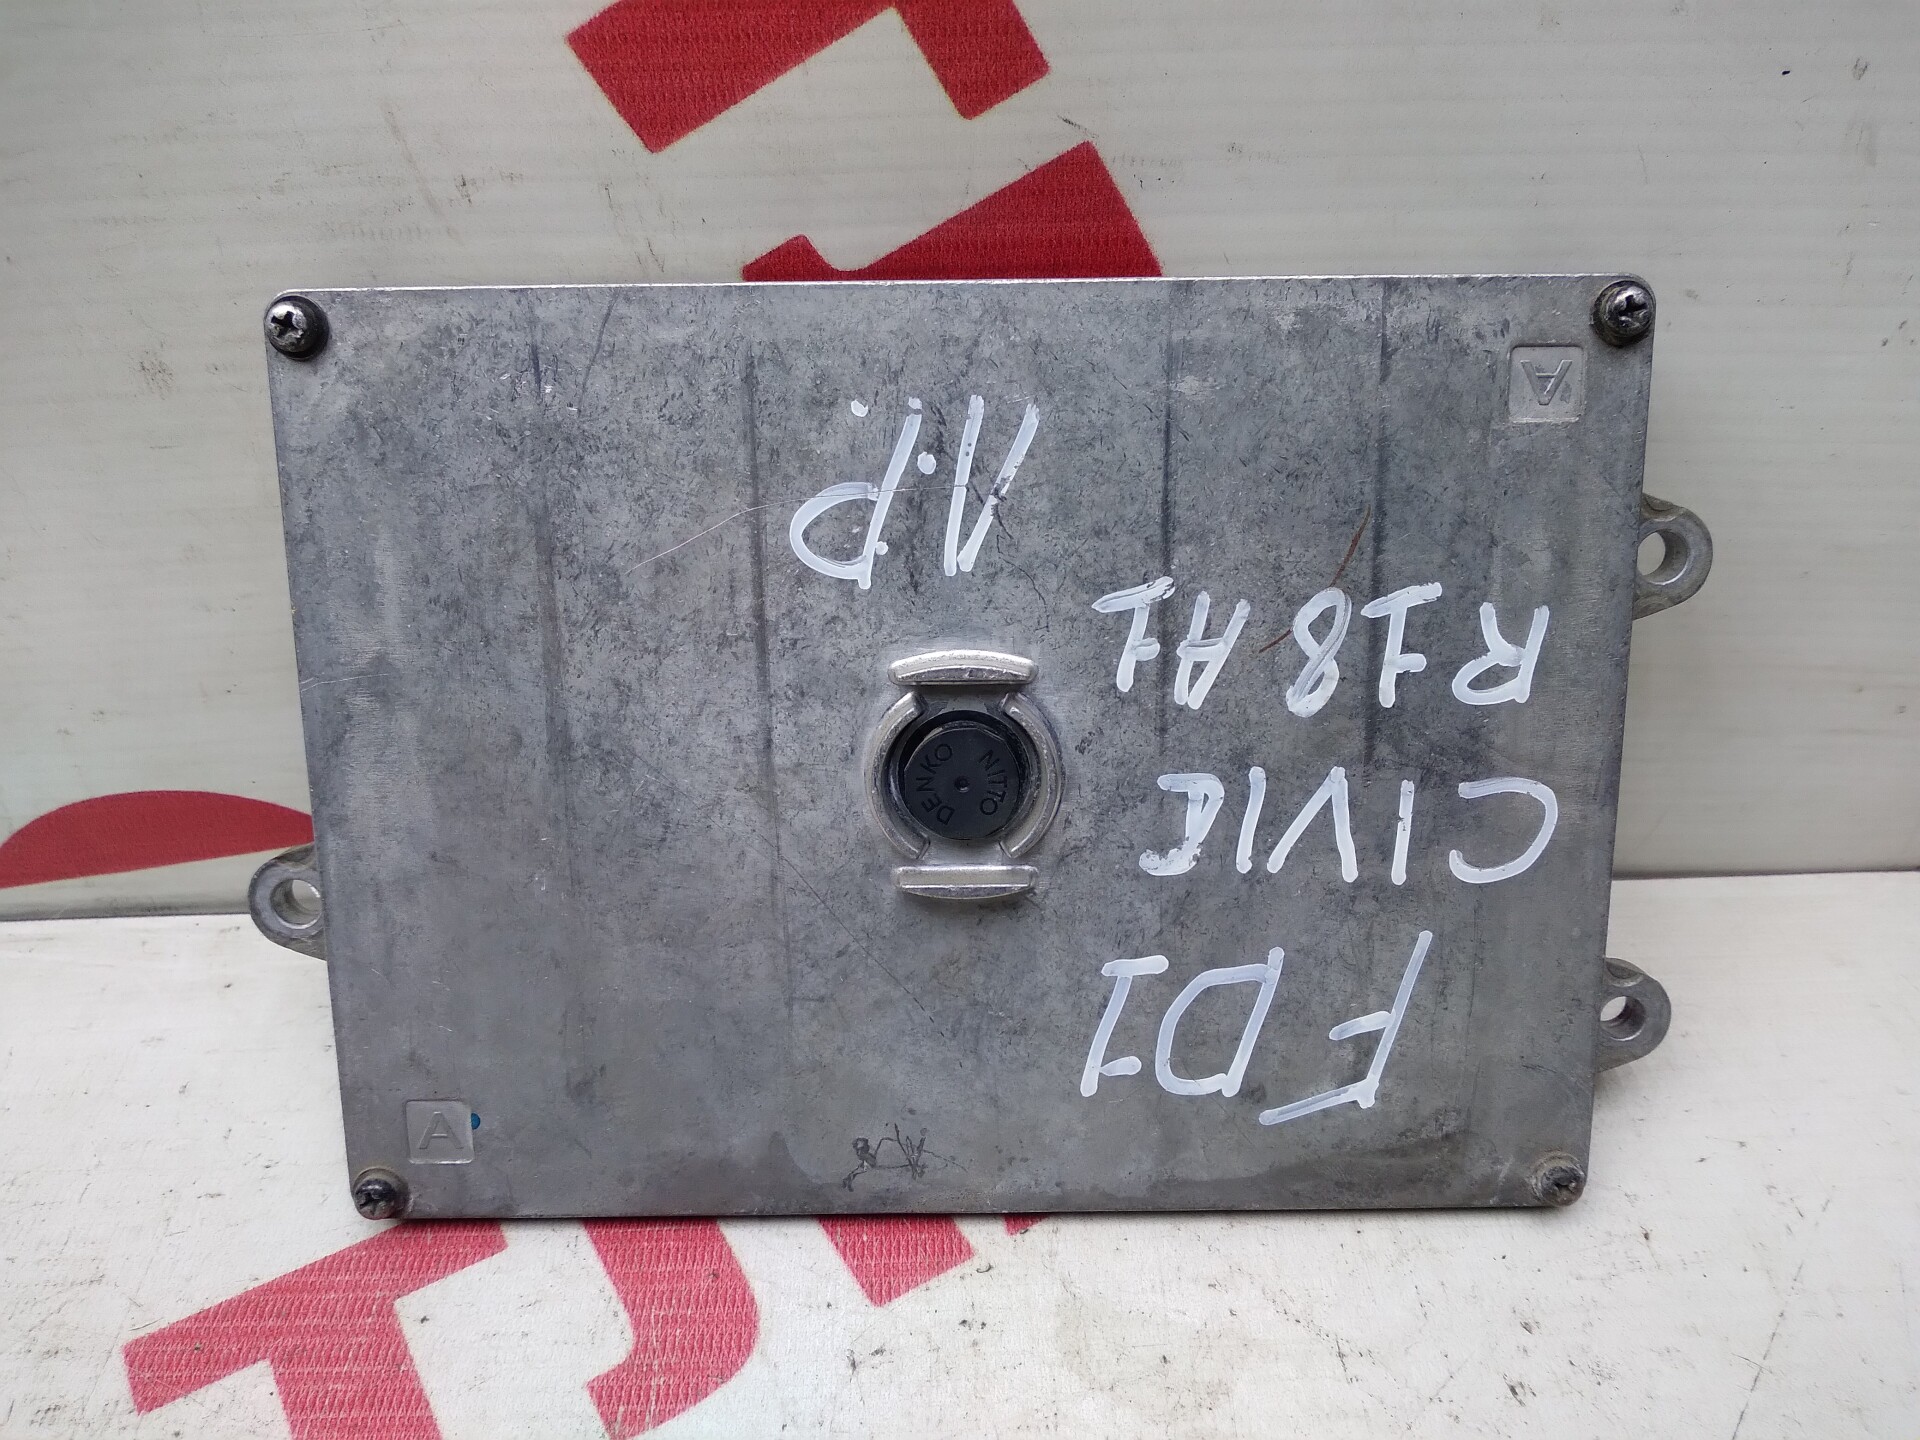 A
FD1
CIVIC
R18A1
Л.Р.
NITTO
DENKO
A